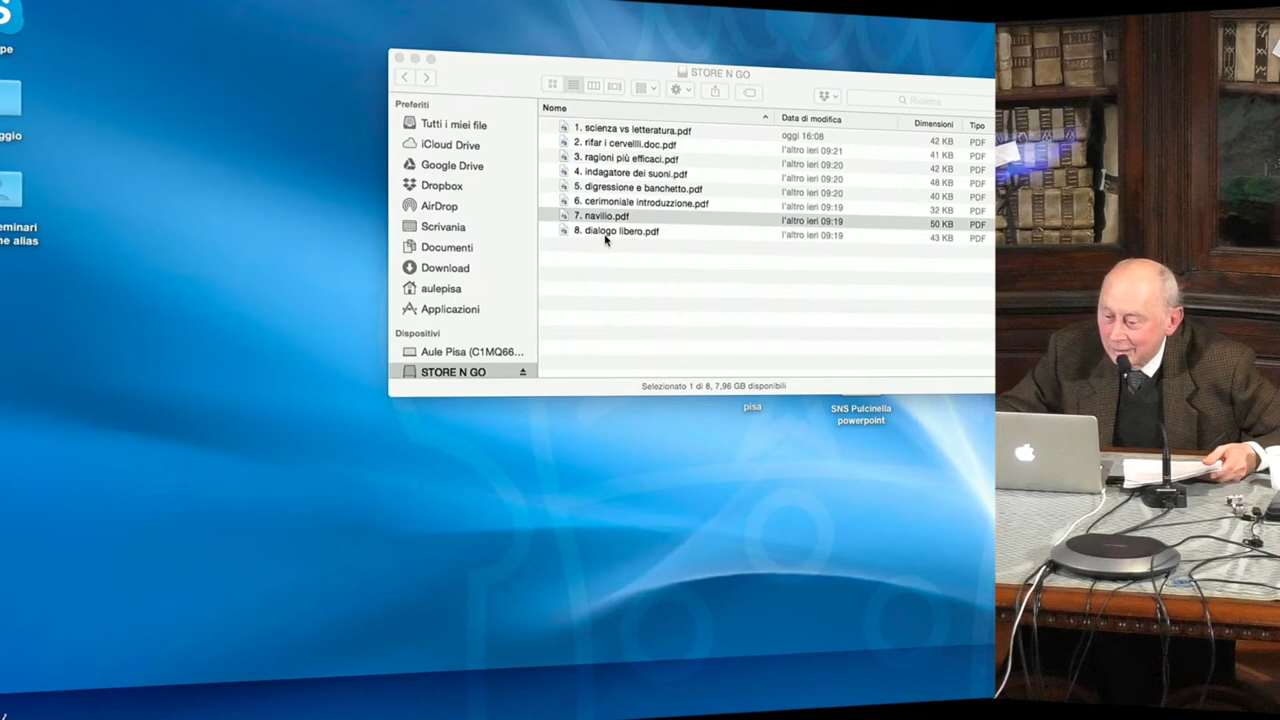 pe
ggio
eminari
ne alias
STORE N GO
Ricerca
Preferiti
Tutti i miei file
iCloud Drive
Google Drive
Dropbox
AirDrop
Scrivania
Documenti
Download
aulepisa
Applicazioni
Dispositivi
Aule Pisa (C1MQ66...
STORE N GO
Nome Data di modifica Dimensioni Tipo
1. scienza vs letteratura.pdf oggi 16:08 42 KB PDF
2. rifar i cervellli.doc.pdf l'altro ieri 09:21 41 KB PDF
3. ragioni più efficaci.pdf l'altro ieri 09:20 42 KB PDF
4. indagatore dei suoni.pdf l'altro ieri 09:20 48 KB PDF
5. digressione e banchetto.pdf l'altro ieri 09:20 40 KB PDF
6. cerimoniale introduzzione.pdf l'altro ieri 09:19 32 KB PDF
7. navilio.pdf l'altro ieri 09:19 50 KB PDF
8. dialogo libero.pdf l'altro ieri 09:19 43 KB PDF
Selezionato 1 di 8, 7,96 GB disponibili
pisa
SNS Pulcinella
powerpoint